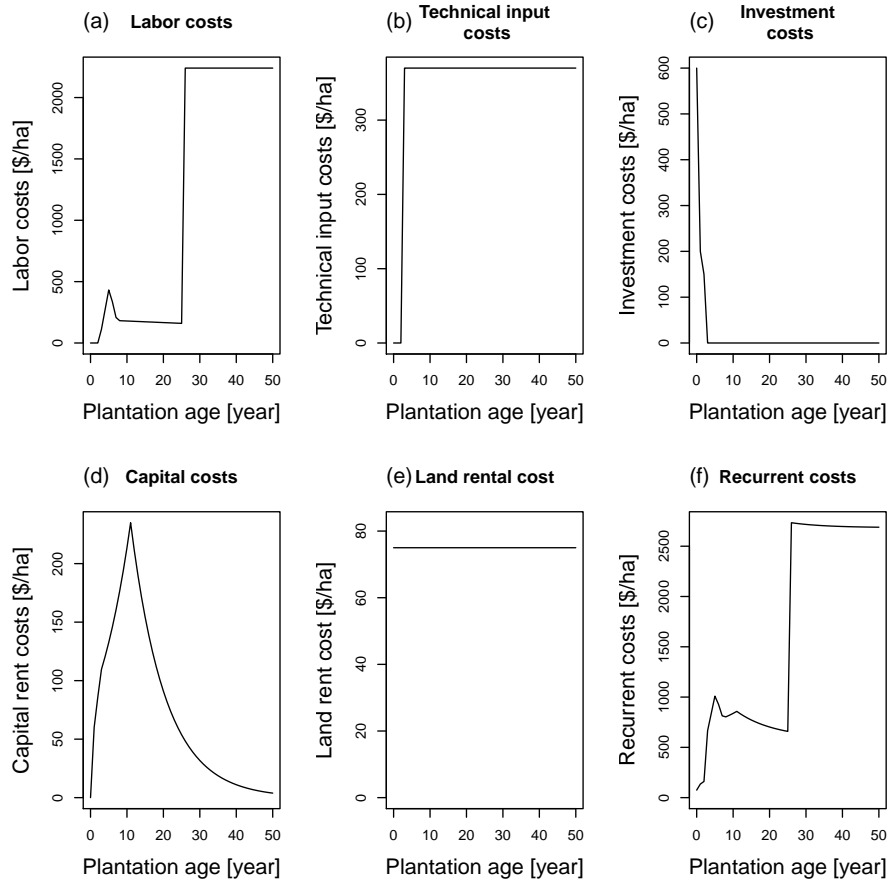 (a) Labor costs
Labor costs [$/ha]
0 500 1000 1500 2000
0 10 20 30 40 50
Plantation age [year]
(b) Technical input
costs
Technical input costs [$/ha]
0 100 200 300
0 10 20 30 40 50
Plantation age [year]
(c) Investment
costs
Investment costs [$/ha]
0 100 200 300 400 500 600
0 10 20 30 40 50
Plantation age [year]
(d) Capital costs
Capital rent costs [$/ha]
0 50 100 150 200
0 10 20 30 40 50
Plantation age [year]
(e) Land rental cost
Land rent cost [$/ha]
0 20 40 60 80
0 10 20 30 40 50
Plantation age [year]
(f) Recurrent costs
Recurrent costs [$/ha]
0 500 1000 1500 2000 2500
0 10 20 30 40 50
Plantation age [year]